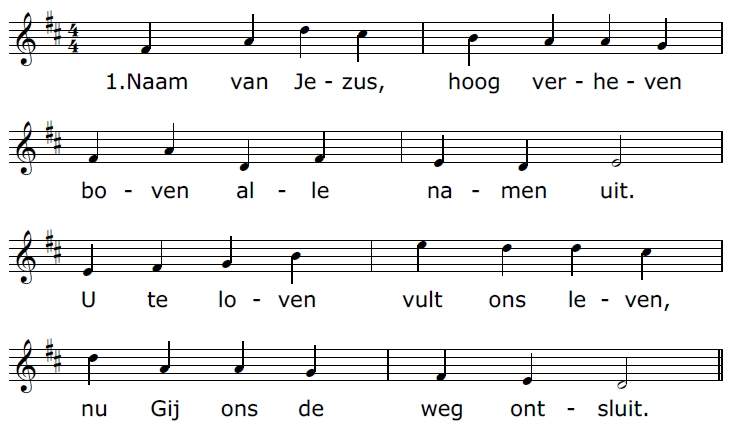 1.Naam van Je - zus, hoog ver - he - ven
bo - ven al - le na - men uit.
U te lo - ven vult ons le - ven,
nu Gij ons de weg ont - sluit.